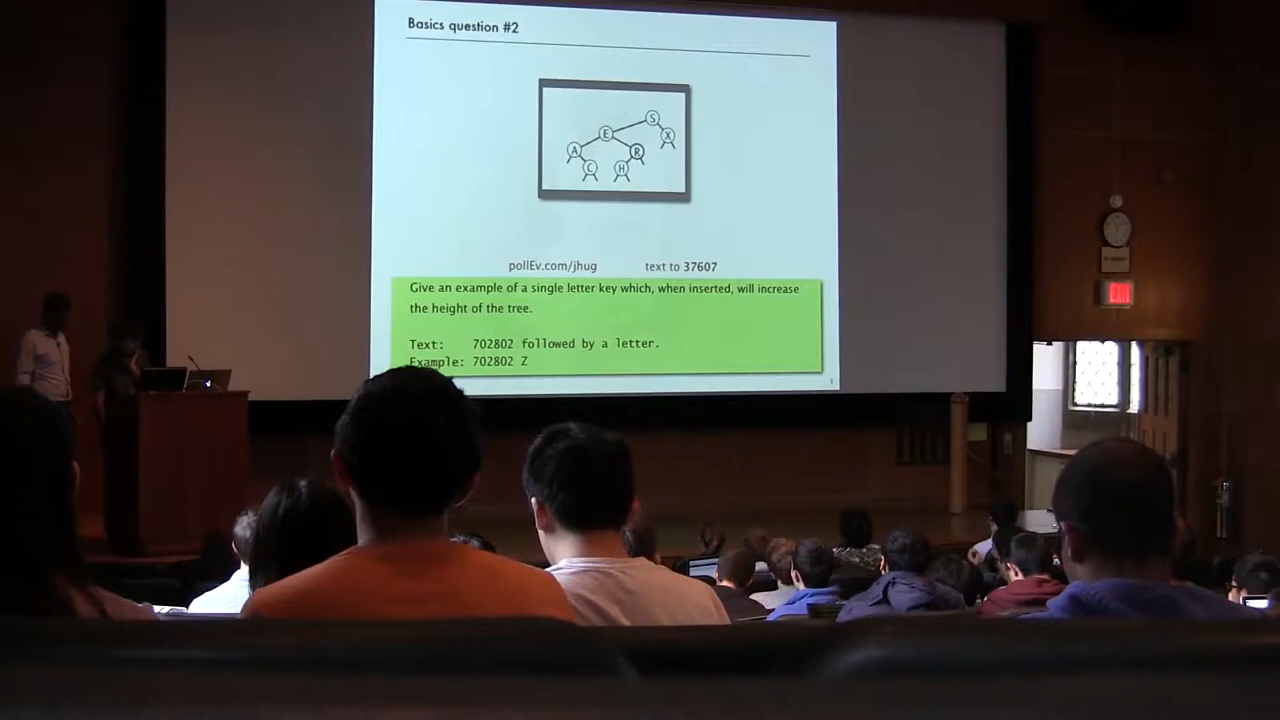 Basics question #2
S
E
X
A
R
C
H
pollEv.com/jhug text to 37607
Give an example of a single letter key which, when inserted, will increase
the height of the tree.
Text: 702802 followed by a letter.
Example: 702802 Z
EXIT